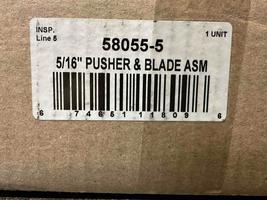 INSP. 1 UNIT
Line 5
58055-5
5/16" PUSHER & BLADE ASM
6 74651 11809 6